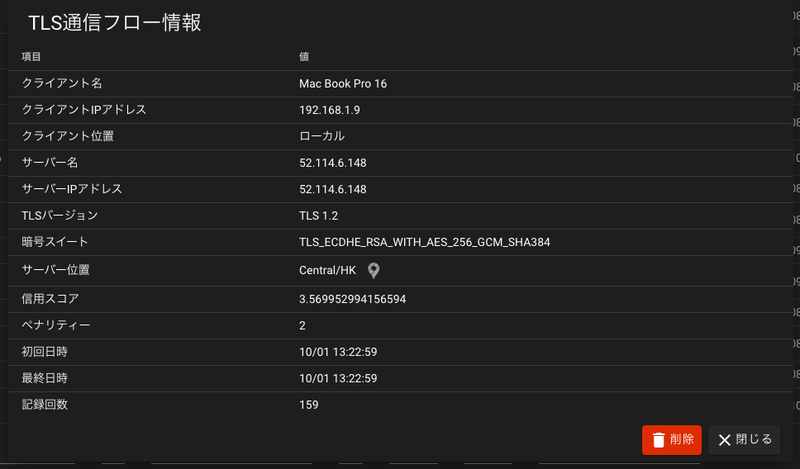 TLS通信フロー情報
項目 値
クライアント名 Mac Book Pro 16
クライアントIPアドレス 192.168.1.9
クライアント位置 ローカル
サーバー名 52.114.6.148
サーバーIPアドレス 52.114.6.148
TLSバージョン TLS 1.2
暗号スイート TLS_ECDHE_RSA_WITH_AES_256_GCM_SHA384
サーバー位置 Central/HK
信用スコア 3.569952994156594
ペナリティー 2
初回日時 10/01 13:22:59
最終日時 10/01 13:22:59
記録回数 159
削除 閉じる